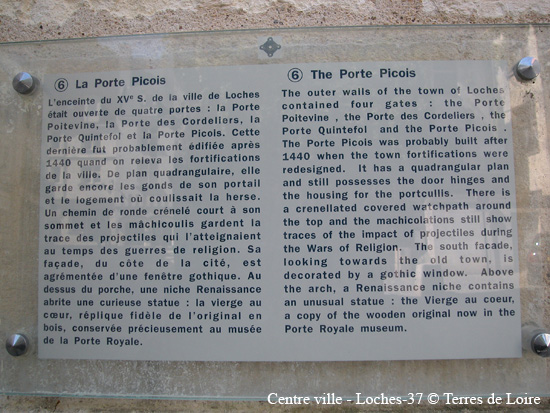 6 La Porte Picois
L'enceinte du XVe S. de la ville de Loches
était ouverte de quatre portes : la Porte
Poitevine, la Porte des Cordeliers, la
Porte Quintefol et la Porte Picois. Cette
dernière fut probablement édifiée après
1440 quand on releva les fortifications
de la ville. De plan quadrangulaire, elle
garde encore les gonds de son portail
et le logement où coulissait la herse.
Un chemin de ronde crénelé court à son
sommet et les mâchicoulis gardent la
trace des projectiles qui l'atteignaient
au temps des guerres de religion. Sa
façade, du côté de la cité, est
agrémentée d'une fenêtre gothique. Au
dessus du porche, une niche Renaissance
abrite une curieuse statue : la vierge au
cœur, réplique fidèle de l'original en
bois, conservée précieusement au musée
de la Porte Royale.
6 The Porte Picois
The outer walls of the town of Loches
contained four gates : the Porte
Poitevine , the Porte des Cordeliers , the
Porte Quintefol and the Porte Picois .
The Porte Picois was probably built after
1440 when the town fortifications were
redesigned. It has a quadrangular plan
and still possesses the door hinges and
the housing for the portcullis. There is
a crenellated covered watchpath around
the top and the machicolations still show
traces of the impact of projectiles during
the Wars of Religion. The south facade,
looking towards the old town, is
decorated by a gothic window. Above
the arch, a Renaissance niche contains
an unusual statue : the Vierge au coeur,
a copy of the wooden original now in the
Porte Royale museum.
Centre ville - Loches-37 © Terres de Loire